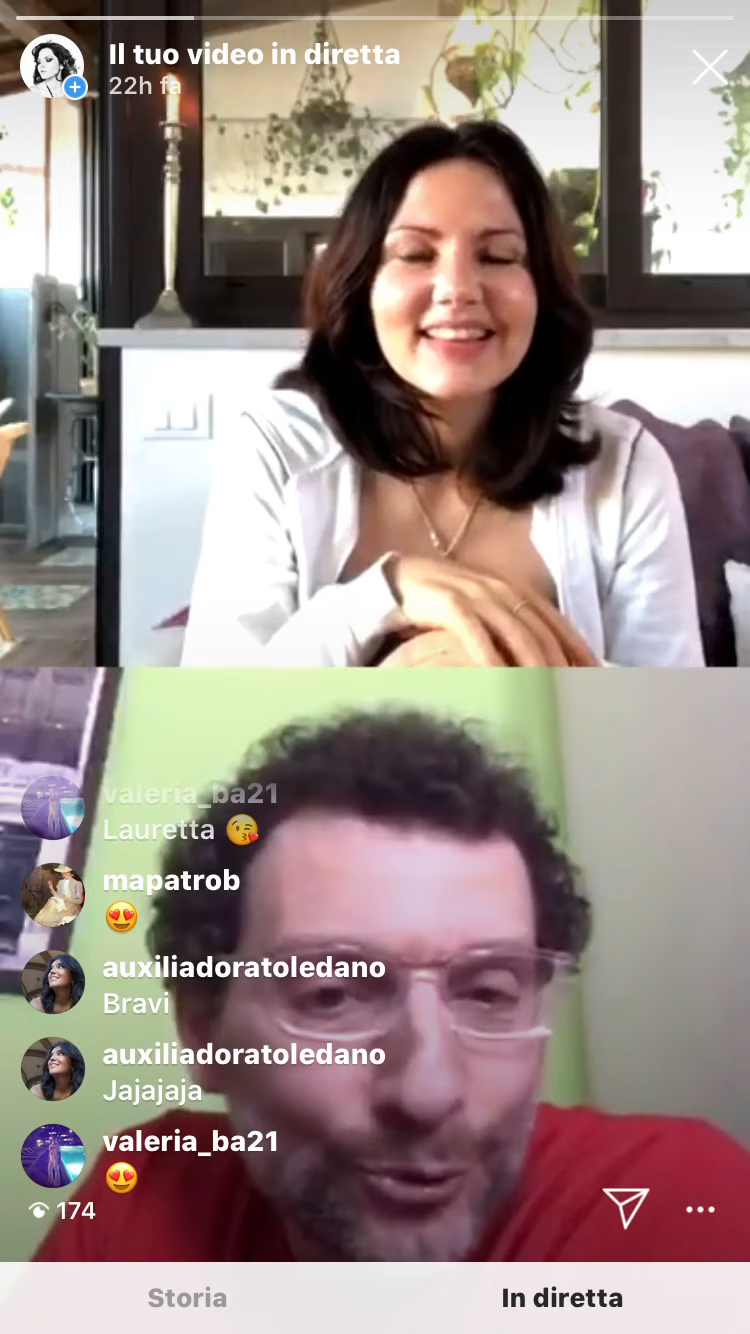 Il tuo video in diretta
22h fa
valeria_ba21
Lauretta 😘
mapatrob
😍
auxiliadoratoledano
Bravi
auxiliadoratoledano
Jajajaja
valeria_ba21
😍
174
Storia
In diretta